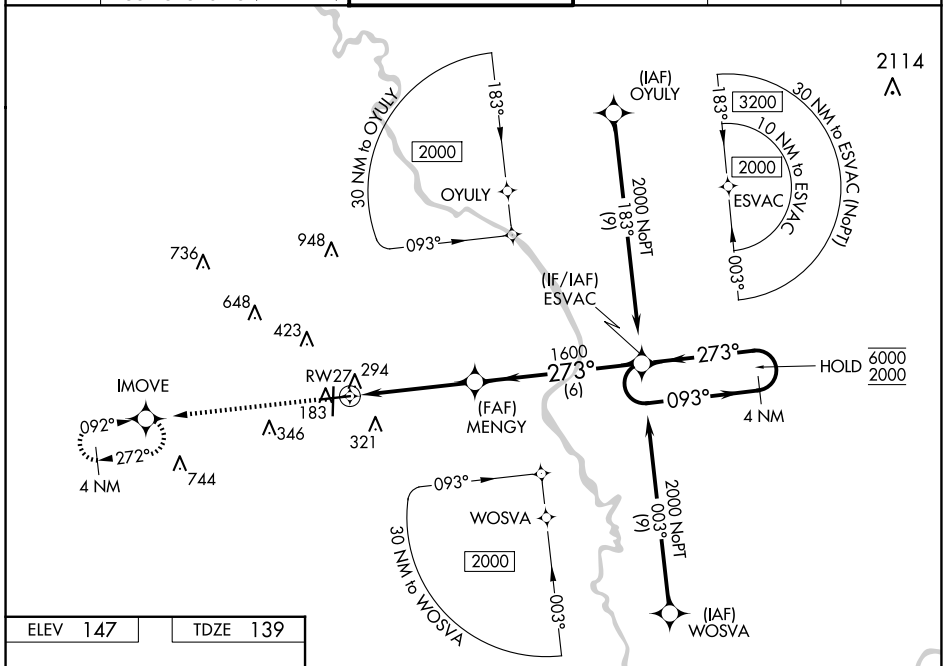 2114
(IAF)
OYULY
30 NM to OYULY
183°
2000
OYULY
093°
2000 NoPT
183°
(9)
183°
3200
10 NM to ESVAC
2000
ESVAC
30 NM to ESVAC (NoPT)
003°
736
948
648
423
(IF/IAF)
ESVAC
1600
273°
(6)
273°
HOLD 6000
2000
093°
4 NM
IMOVE
RW27
294
183
(FAF)
MENGY
092°
272°
4 NM
346
321
744
093°
WOSVA
2000
30 NM to WOSVA
003°
2000 NoPT
003°
(9)
(IAF)
WOSVA
ELEV 147
TDZE 139